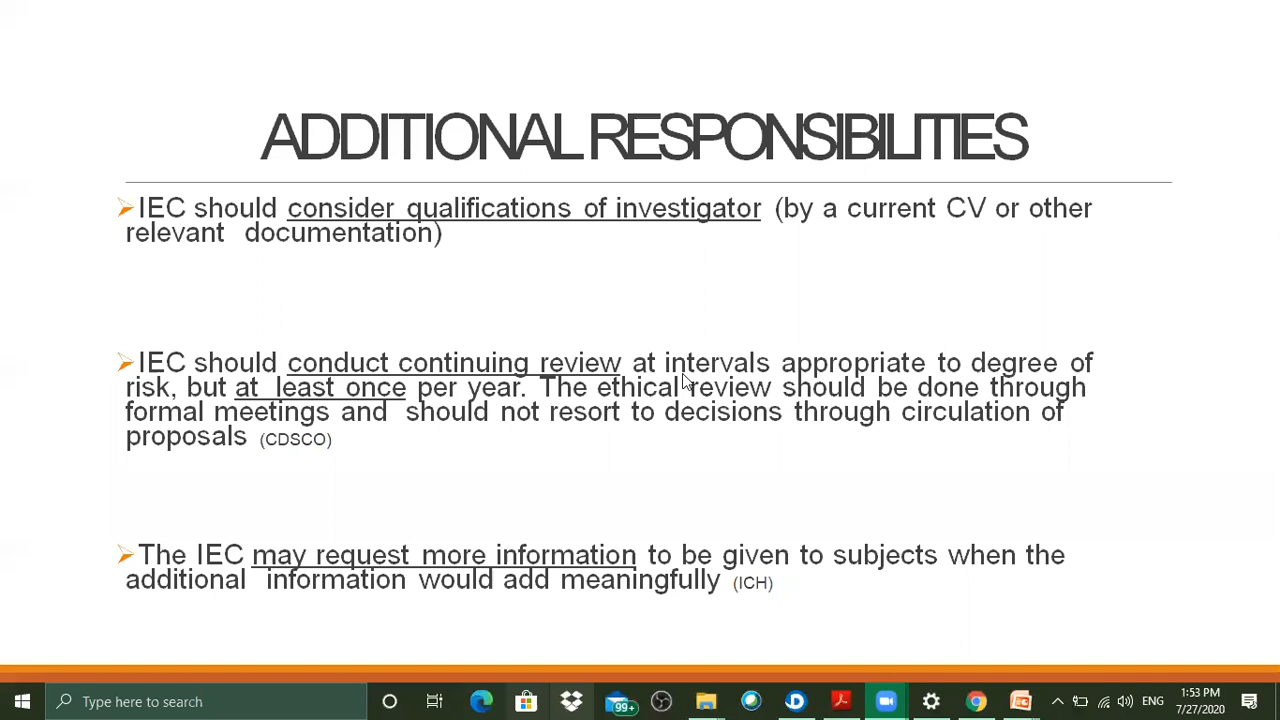 ADDITIONAL RESPONSIBILITIES
IEC should consider qualifications of investigator (by a current CV or other
relevant documentation)
IEC should conduct continuing review at intervals appropriate to degree of
risk, but at least once per year. The ethical review should be done through
formal meetings and should not resort to decisions through circulation of
proposals (CDSCO)
The IEC may request more information to be given to subjects when the
additional information would add meaningfully (ICH)
Type here to search
99+
ENG
1:53 PM
7/27/2020